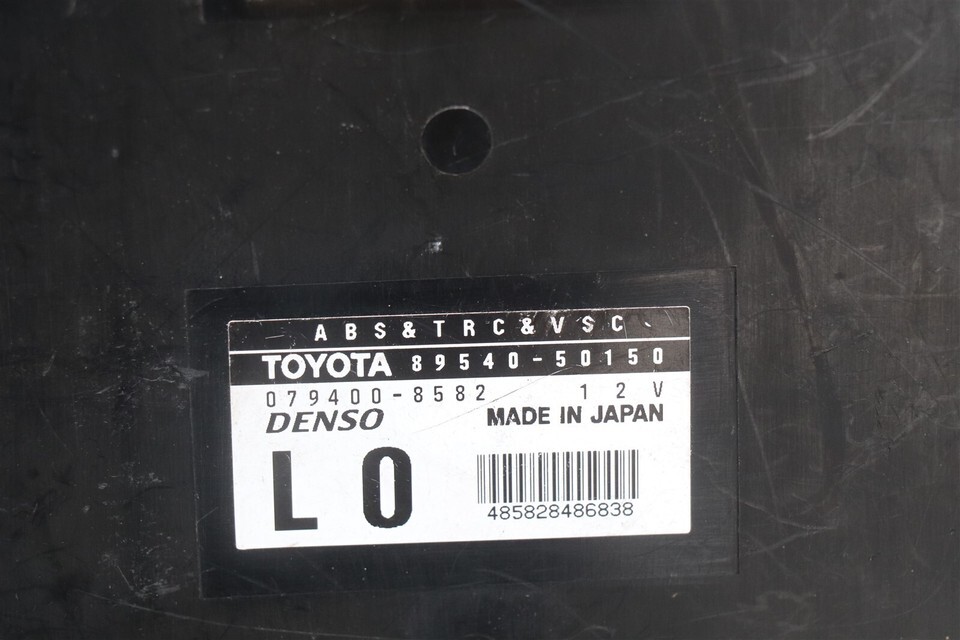 ABS&TRC&VSC
TOYOTA 89540-50150
079400-8582 12V
DENSO MADE IN JAPAN
L0
485828486838